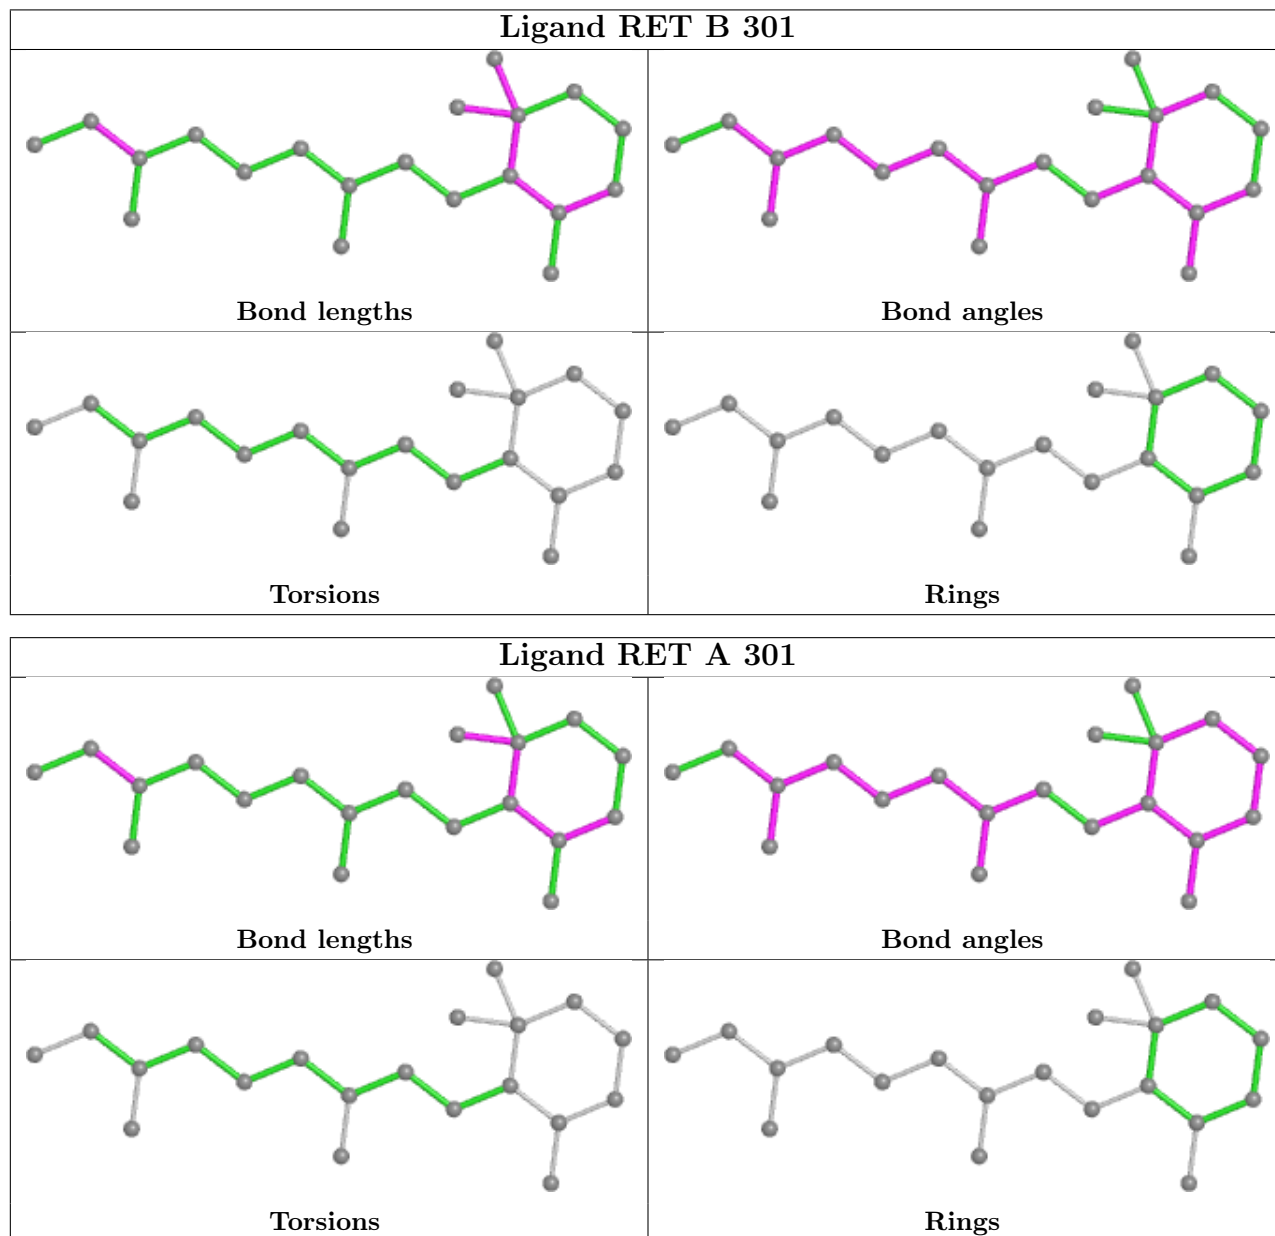 Ligand RET B 301
Bond lengths
Bond angles
Torsions
Rings
Ligand RET A 301
Bond lengths
Bond angles
Torsions
Rings